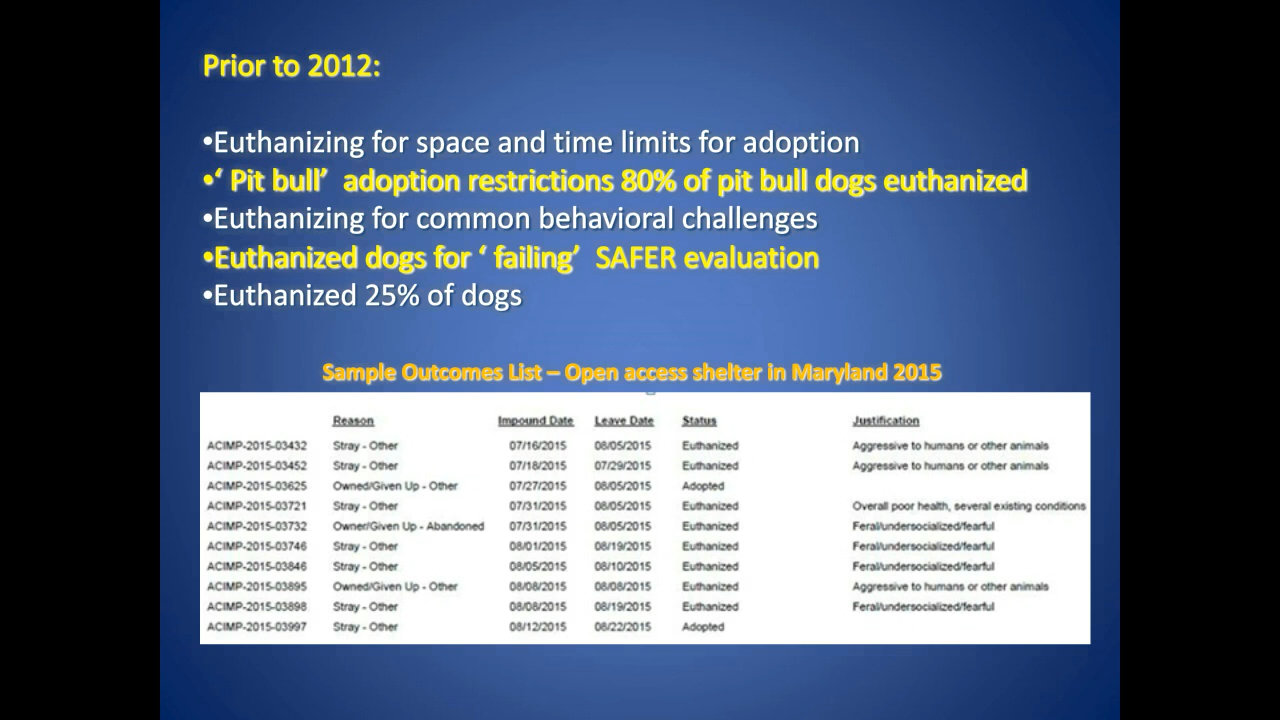 Prior to 2012:
•Euthanizing for space and time limits for adoption
•‘ Pit bull’ adoption restrictions 80% of pit bull dogs euthanized
•Euthanizing for common behavioral challenges
•Euthanized dogs for ‘ failing’ SAFER evaluation
•Euthanized 25% of dogs
Sample Outcomes List – Open access shelter in Maryland 2015
Reason Impound Date Leave Date Status Justification
ACIMP-2015-03432 Stray - Other 07/16/2015 08/05/2015 Euthanized Aggressive to humans or other animals
ACIMP-2015-03452 Stray - Other 07/18/2015 07/29/2015 Euthanized Aggressive to humans or other animals
ACIMP-2015-03625 Owned/Given Up - Other 07/27/2015 08/05/2015 Adopted
ACIMP-2015-03721 Stray - Other 07/31/2015 08/05/2015 Euthanized Overall poor health, several existing conditions
ACIMP-2015-03732 Owner/Given Up - Abandoned 07/31/2015 08/05/2015 Euthanized Feral/undersocialized/fearful
ACIMP-2015-03746 Stray - Other 08/01/2015 08/19/2015 Euthanized Feral/undersocialized/fearful
ACIMP-2015-03846 Stray - Other 08/05/2015 08/10/2015 Euthanized Feral/undersocialized/fearful
ACIMP-2015-03895 Owned/Given Up - Other 08/08/2015 08/08/2015 Euthanized Aggressive to humans or other animals
ACIMP-2015-03898 Stray - Other 08/08/2015 08/19/2015 Euthanized Feral/undersocialized/fearful
ACIMP-2015-03997 Stray - Other 08/12/2015 08/22/2015 Adopted